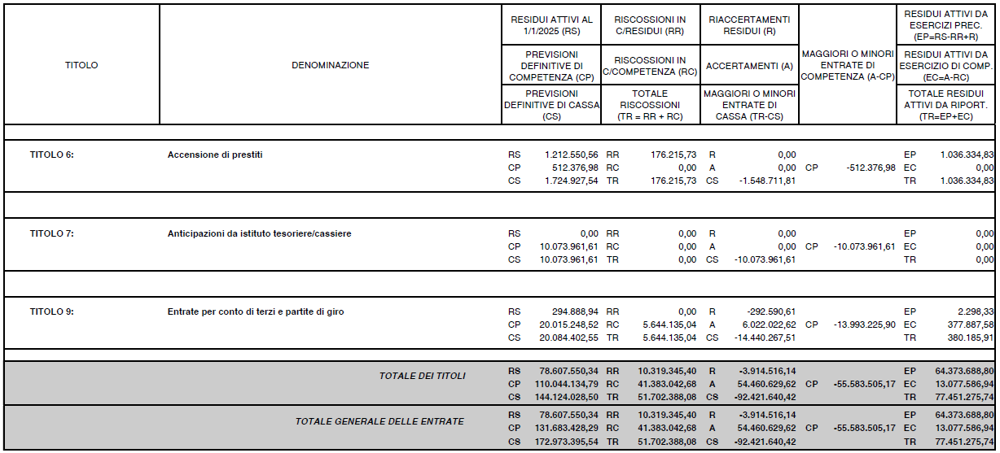 TITOLO DENOMINAZIONE RESIDUI ATTIVI AL 1/1/2025 (RS) RISCOSSIONI IN C/RESIDUI (RR) RIACCERTAMENTI RESIDUI (R) MAGGIORI O MINORI ENTRATE DI COMPETENZA (A-CP) RESIDUI ATTIVI DA ESERCIZI PREC. (EP=RS-RR+R)
PREVISIONI DEFINITIVE DI COMPETENZA (CP) RISCOSSIONI IN C/COMPETENZA (RC) ACCERTAMENTI (A) RESIDUI ATTIVI DA ESERCIZIO DI COMP. (EC=A-RC)
PREVISIONI DEFINITIVE DI CASSA (CS) TOTALE RISCOSSIONI (TR = RR + RC) MAGGIORI O MINORI ENTRATE DI CASSA (TR-CS) TOTALE RESIDUI ATTIVI DA RIPORT. (TR=EP+EC)
TITOLO 6: Accensione di prestiti RS 1.212.550,56 RR 176.215,73 R 0,00 EP 1.036.334,83
CP 512.376,98 RC 0,00 A 0,00 CP -512.376,98 EC 0,00
CS 1.724.927,54 TR 176.215,73 CS -1.548.711,81 TR 1.036.334,83
TITOLO 7: Anticipazioni da istituto tesoriere/cassiere RS 0,00 RR 0,00 R 0,00 EP 0,00
CP 10.073.961,61 RC 0,00 A 0,00 CP -10.073.961,61 EC 0,00
CS 10.073.961,61 TR 0,00 CS -10.073.961,61 TR 0,00
TITOLO 9: Entrate per conto di terzi e partite di giro RS 294.888,94 RR 0,00 R -292.590,61 EP 2.298,33
CP 20.015.248,52 RC 5.644.135,04 A 6.022.022,62 CP -13.993.225,90 EC 377.887,58
CS 20.084.402,55 TR 5.644.135,04 CS -14.440.267,51 TR 380.185,91
TOTALE DEI TITOLI RS 78.607.550,34 RR 10.319.345,40 R -3.914.516,14 EP 64.373.688,80
CP 110.044.134,79 RC 41.383.042,68 A 54.460.629,62 CP -55.583.505,17 EC 13.077.586,94
CS 144.124.028,50 TR 51.702.388,08 CS -92.421.640,42 TR 77.451.275,74
TOTALE GENERALE DELLE ENTRATE RS 78.607.550,34 RR 10.319.345,40 R -3.914.516,14 EP 64.373.688,80
CP 131.683.428,29 RC 41.383.042,68 A 54.460.629,62 CP -55.583.505,17 EC 13.077.586,94
CS 172.973.395,54 TR 51.702.388,08 CS -92.421.640,42 TR 77.451.275,74